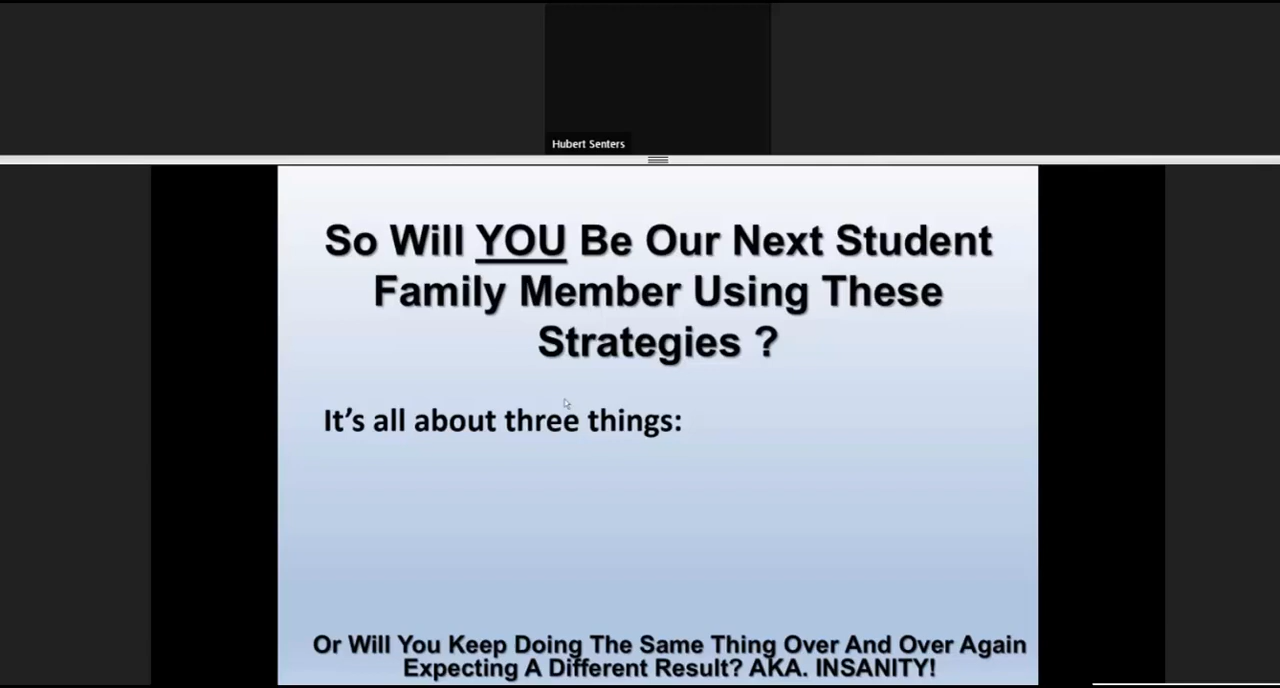 Hubert Senters
So Will YOU Be Our Next Student
Family Member Using These
Strategies ?
It's all about three things:
Or Will You Keep Doing The Same Thing Over And Over Again
Expecting A Different Result? AKA. INSANITY!